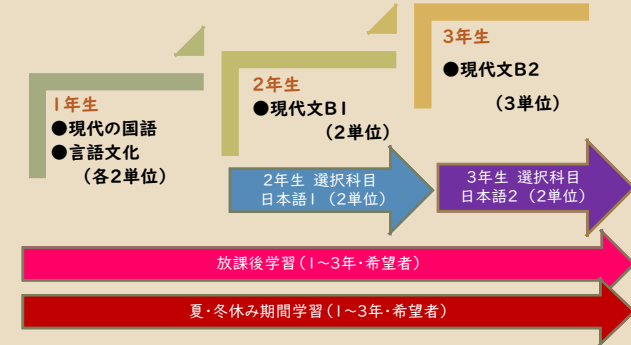 1年生
●現代の国語
●言語文化
(各2単位)
2年生
●現代文B1
(2単位)
3年生
●現代文B2
(3単位)
2年生 選択科目
日本語1 (2単位)
3年生 選択科目
日本語2 (2単位)
放課後学習(1~3年・希望者)
夏・冬休み期間学習(1~3年・希望者)